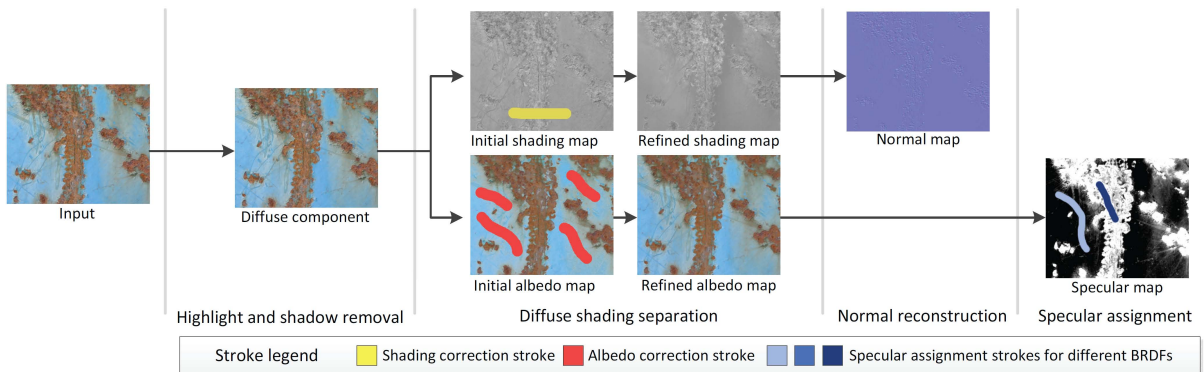 Input
Diffuse component
Initial shading map
Refined shading map
Normal map
Initial albedo map
Refined albedo map
Specular map
Highlight and shadow removal
Diffuse shading separation
Normal reconstruction
Specular assignment
Stroke legend
Shading correction stroke
Albedo correction stroke
Specular assignment strokes for different BRDFs